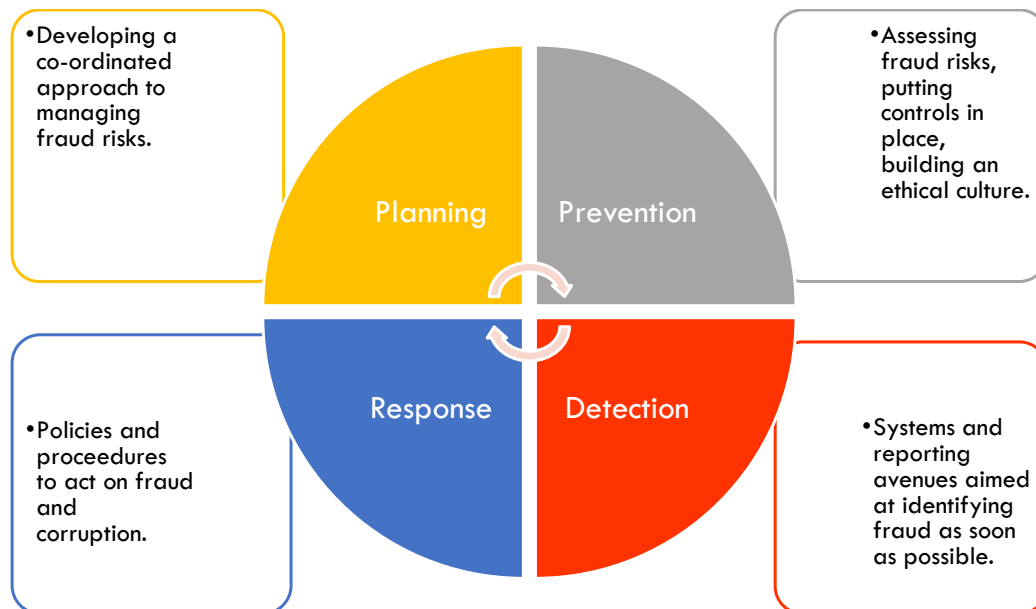 •Developing a
co-ordinated
approach to
managing
fraud risks.
•Assessing
fraud risks,
putting
controls in
place,
building an
ethical culture.
Planning
Prevention
Response
Detection
•Policies and
proceedures
to act on fraud
and
corruption.
•Systems and
reporting
avenues aimed
at identifying
fraud as soon
as possible.